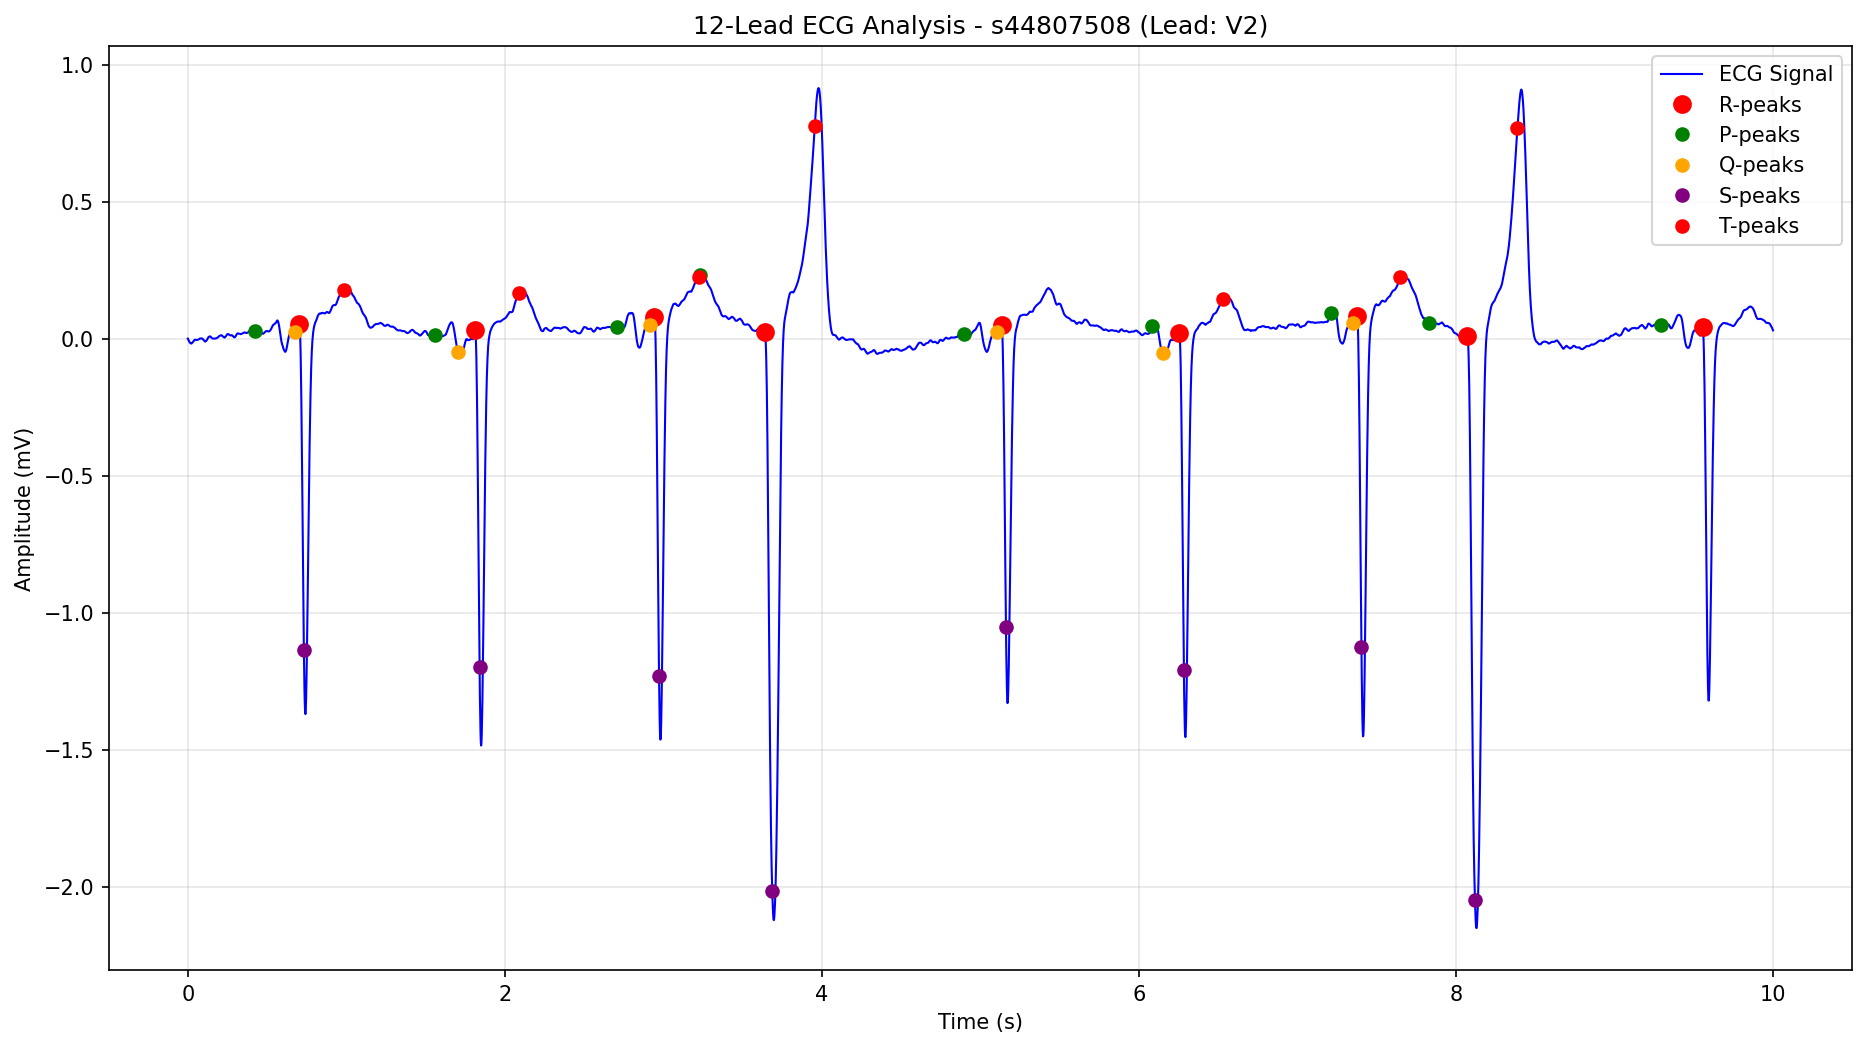 12-Lead ECG Analysis - s44807508 (Lead: V2)
ECG Signal
R-peaks
P-peaks
Q-peaks
S-peaks
T-peaks
Amplitude (mV)
1.0
0.5
0.0
−0.5
−1.0
−1.5
−2.0
0
2
4
6
8
10
Time (s)